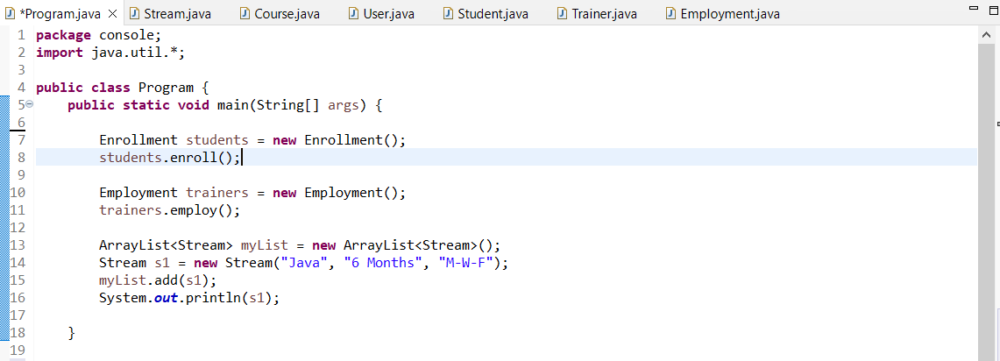 *Program.java Stream.java Course.java User.java Student.java Trainer.java Employment.java
1 package console;
2 import java.util.*;
3
4 public class Program {
5     public static void main(String[] args) {
6
7         Enrollment students = new Enrollment();
8         students.enroll();
9
10         Employment trainers = new Employment();
11         trainers.employ();
12
13         ArrayList<Stream> myList = new ArrayList<Stream>();
14         Stream s1 = new Stream("Java", "6 Months", "M-W-F");
15         myList.add(s1);
16         System.out.println(s1);
17
18     }
19